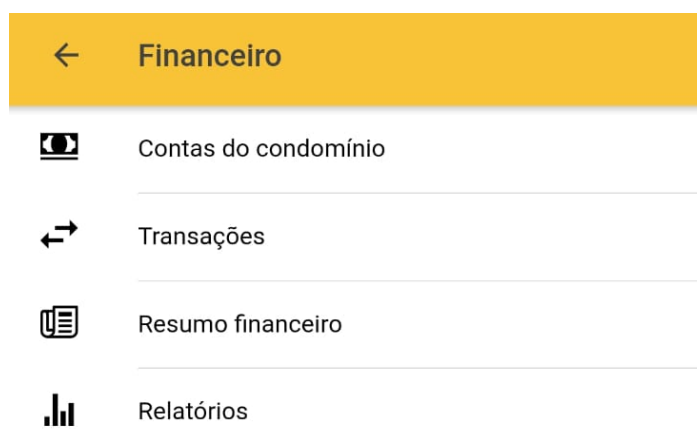 Financeiro
Contas do condomínio
Transações
Resumo financeiro
Relatórios